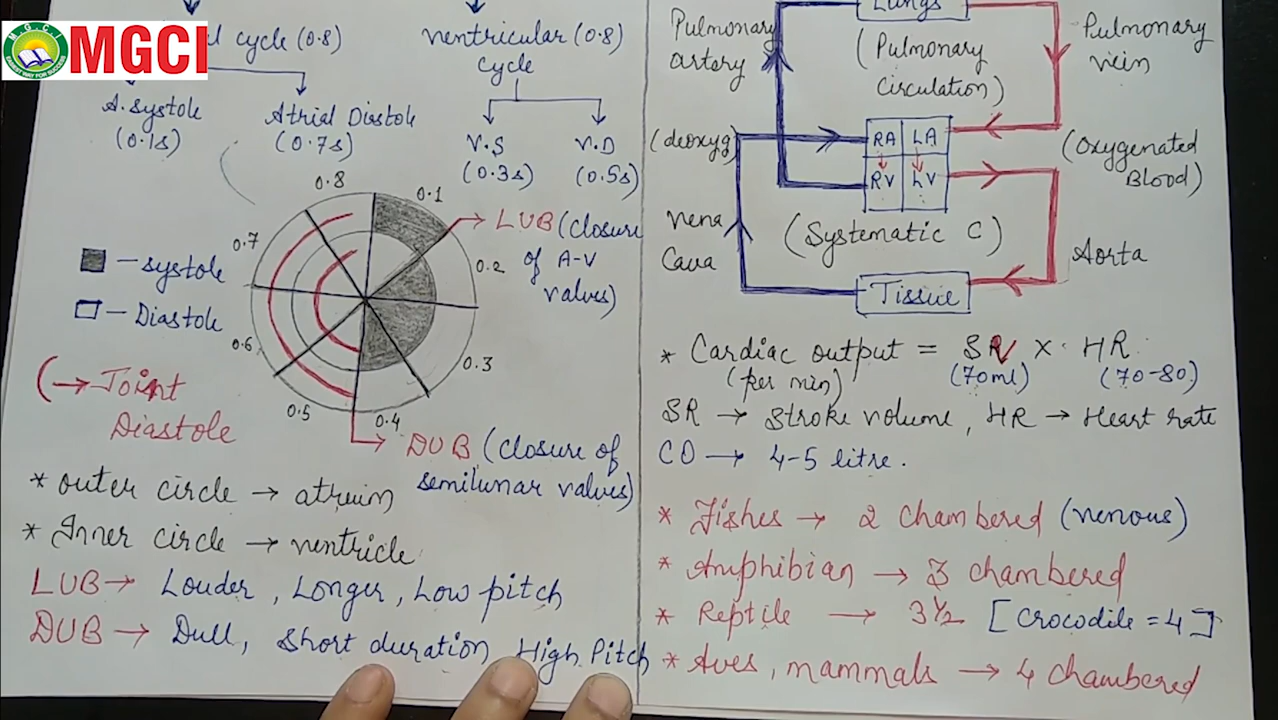 M.G.C.I
MGCI
l cycle (0.8)
ventricular (0.8)
cycle
A.systole
(0.1s)
Atrial Diastole
(0.7s)
V.S
(0.3s)
V.D
(0.5s)
0.8
0.1
0.7
0.2
0.6
0.3
0.5
0.4
LUB (closure
of A-V
valves)
- systole
- Diastole
( → Joint
Diastole
DUB (closure of
semilunar valves)
* outer circle → atrium
* Inner circle → ventricle
LUB → Louder, Longer, Low pitch
DUB → Dull, short duration, High Pitch
Pulmonary
artery
Lungs
(Pulmonary
Circulation)
Pulmonary
vein
(deoxyg)
RA LA
RV LV
(Oxygenated
Blood)
Vena
Cava
(Systematic C)
Aorta
Tissue
* Cardiac output = SV × HR
(per min) (70ml) (70-80)
SR → Stroke volume, HR → Heart rate
CO → 4-5 litre.
* Fishes → 2 chambered (venous)
* Amphibian → 3 chambered
* Reptile → 3 1/2 [Crocodile = 4]
* Aves, mammals → 4 chambered